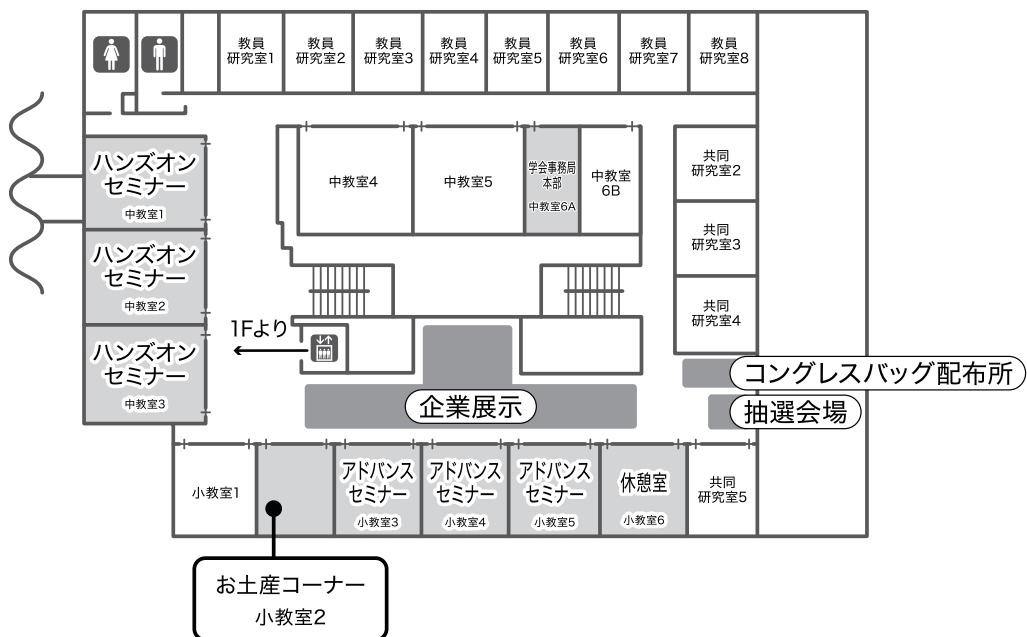 教員
研究室1
教員
研究室2
教員
研究室3
教員
研究室4
教員
研究室5
教員
研究室6
教員
研究室7
教員
研究室8
ハンズオン
セミナー
中教室1
ハンズオン
セミナー
中教室2
ハンズオン
セミナー
中教室3
中教室4
中教室5
学会事務局
本部
中教室6A
中教室
6B
共同
研究室2
共同
研究室3
共同
研究室4
1Fより
企業展示
コングレスバッグ配布所
抽選会場
小教室1
アドバンス
セミナー
小教室3
アドバンス
セミナー
小教室4
アドバンス
セミナー
小教室5
休憩室
小教室6
共同
研究室5
お土産コーナー
小教室2